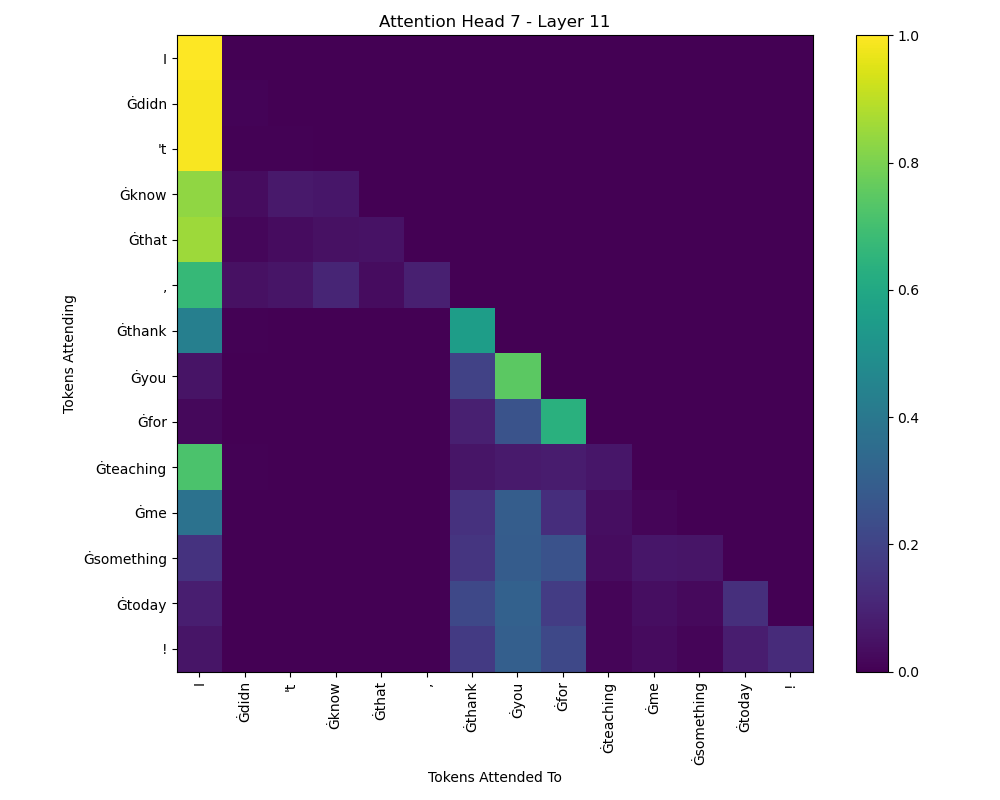 Attention Head 7 - Layer 11
Tokens Attending
I
Ġdidn
't
Ġknow
Ġthat
,
Ġthank
Ġyou
Ġfor
Ġteaching
Ġme
Ġsomething
Ġtoday
!
I
Ġdidn
't
Ġknow
Ġthat
,
Ġthank
Ġyou
Ġfor
Ġteaching
Ġme
Ġsomething
Ġtoday
!
Tokens Attended To
1.0
0.8
0.6
0.4
0.2
0.0